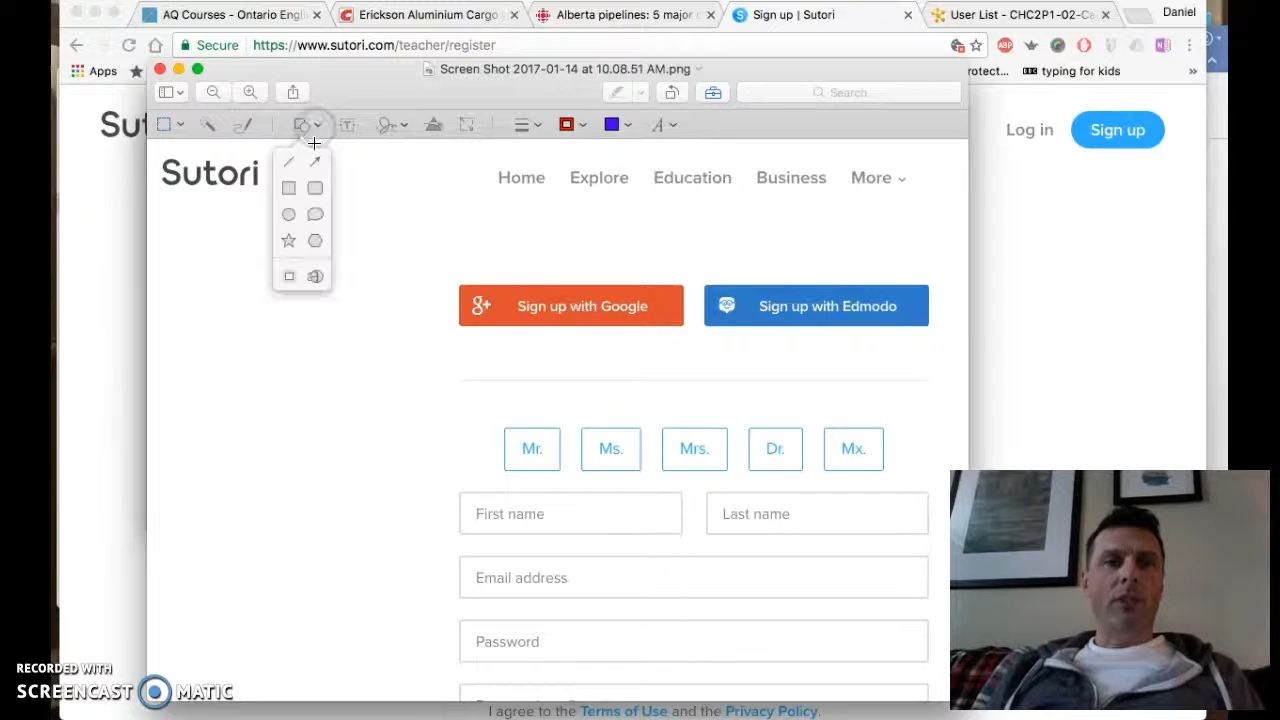 AQ Courses - Ontario Engli
Erickson Aluminium Cargo
Alberta pipelines: 5 major
Sign up | Sutori
User List - CHC2P1-02-Ce
Daniel
Secure
https://www.sutori.com/teacher/register
Apps
rotect...
ABC typing for kids
Screen Shot 2017-01-14 at 10.08.51 AM.png
Search...
Sut
Log in
Sign up
Sutori
Home
Explore
Education
Business
More
g+ Sign up with Google
Sign up with Edmodo
Mr.
Ms.
Mrs.
Dr.
Mx.
First name
Last name
Email address
Password
I agree to the Terms of Use and the Privacy Policy.
RECORDED WITH
SCREENCAST MATIC